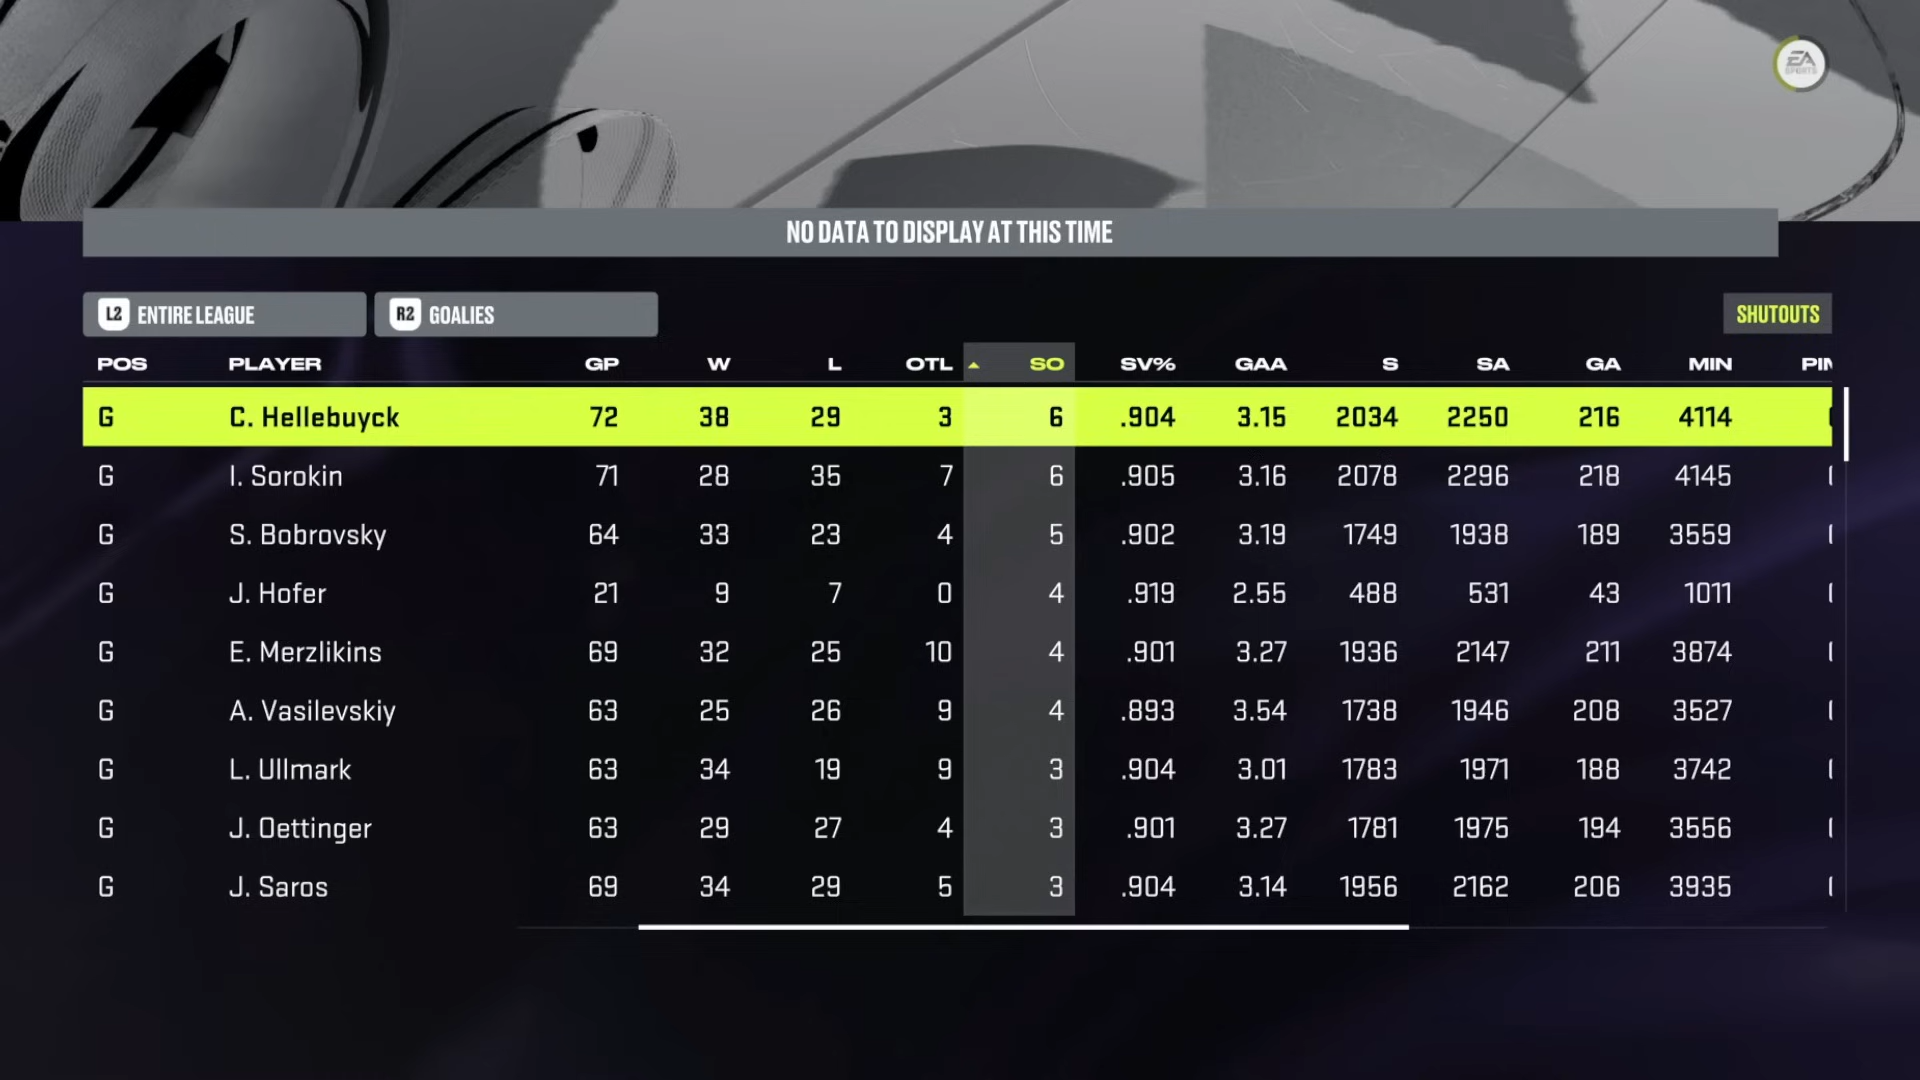 EA
SPORTS
NO DATA TO DISPLAY AT THIS TIME
L2 ENTIRE LEAGUE R2 GOALIES SHUTOUTS
POS PLAYER GP W L OTL SO SV% GAA S SA GA MIN
G C. Hellebuyck 72 38 29 3 6 .904 3.15 2034 2250 216 4114
G I. Sorokin 71 28 35 7 6 .905 3.16 2078 2296 218 4145
G S. Bobrovsky 64 33 23 4 5 .902 3.19 1749 1938 189 3559
G J. Hofer 21 9 7 0 4 .919 2.55 488 531 43 1011
G E. Merzlikins 69 32 25 10 4 .901 3.27 1936 2147 211 3874
G A. Vasilevskiy 63 25 26 9 4 .893 3.54 1738 1946 208 3527
G L. Ullmark 63 34 19 9 3 .904 3.01 1783 1971 188 3742
G J. Oettinger 63 29 27 4 3 .901 3.27 1781 1975 194 3556
G J. Saros 69 34 29 5 3 .904 3.14 1956 2162 206 3935